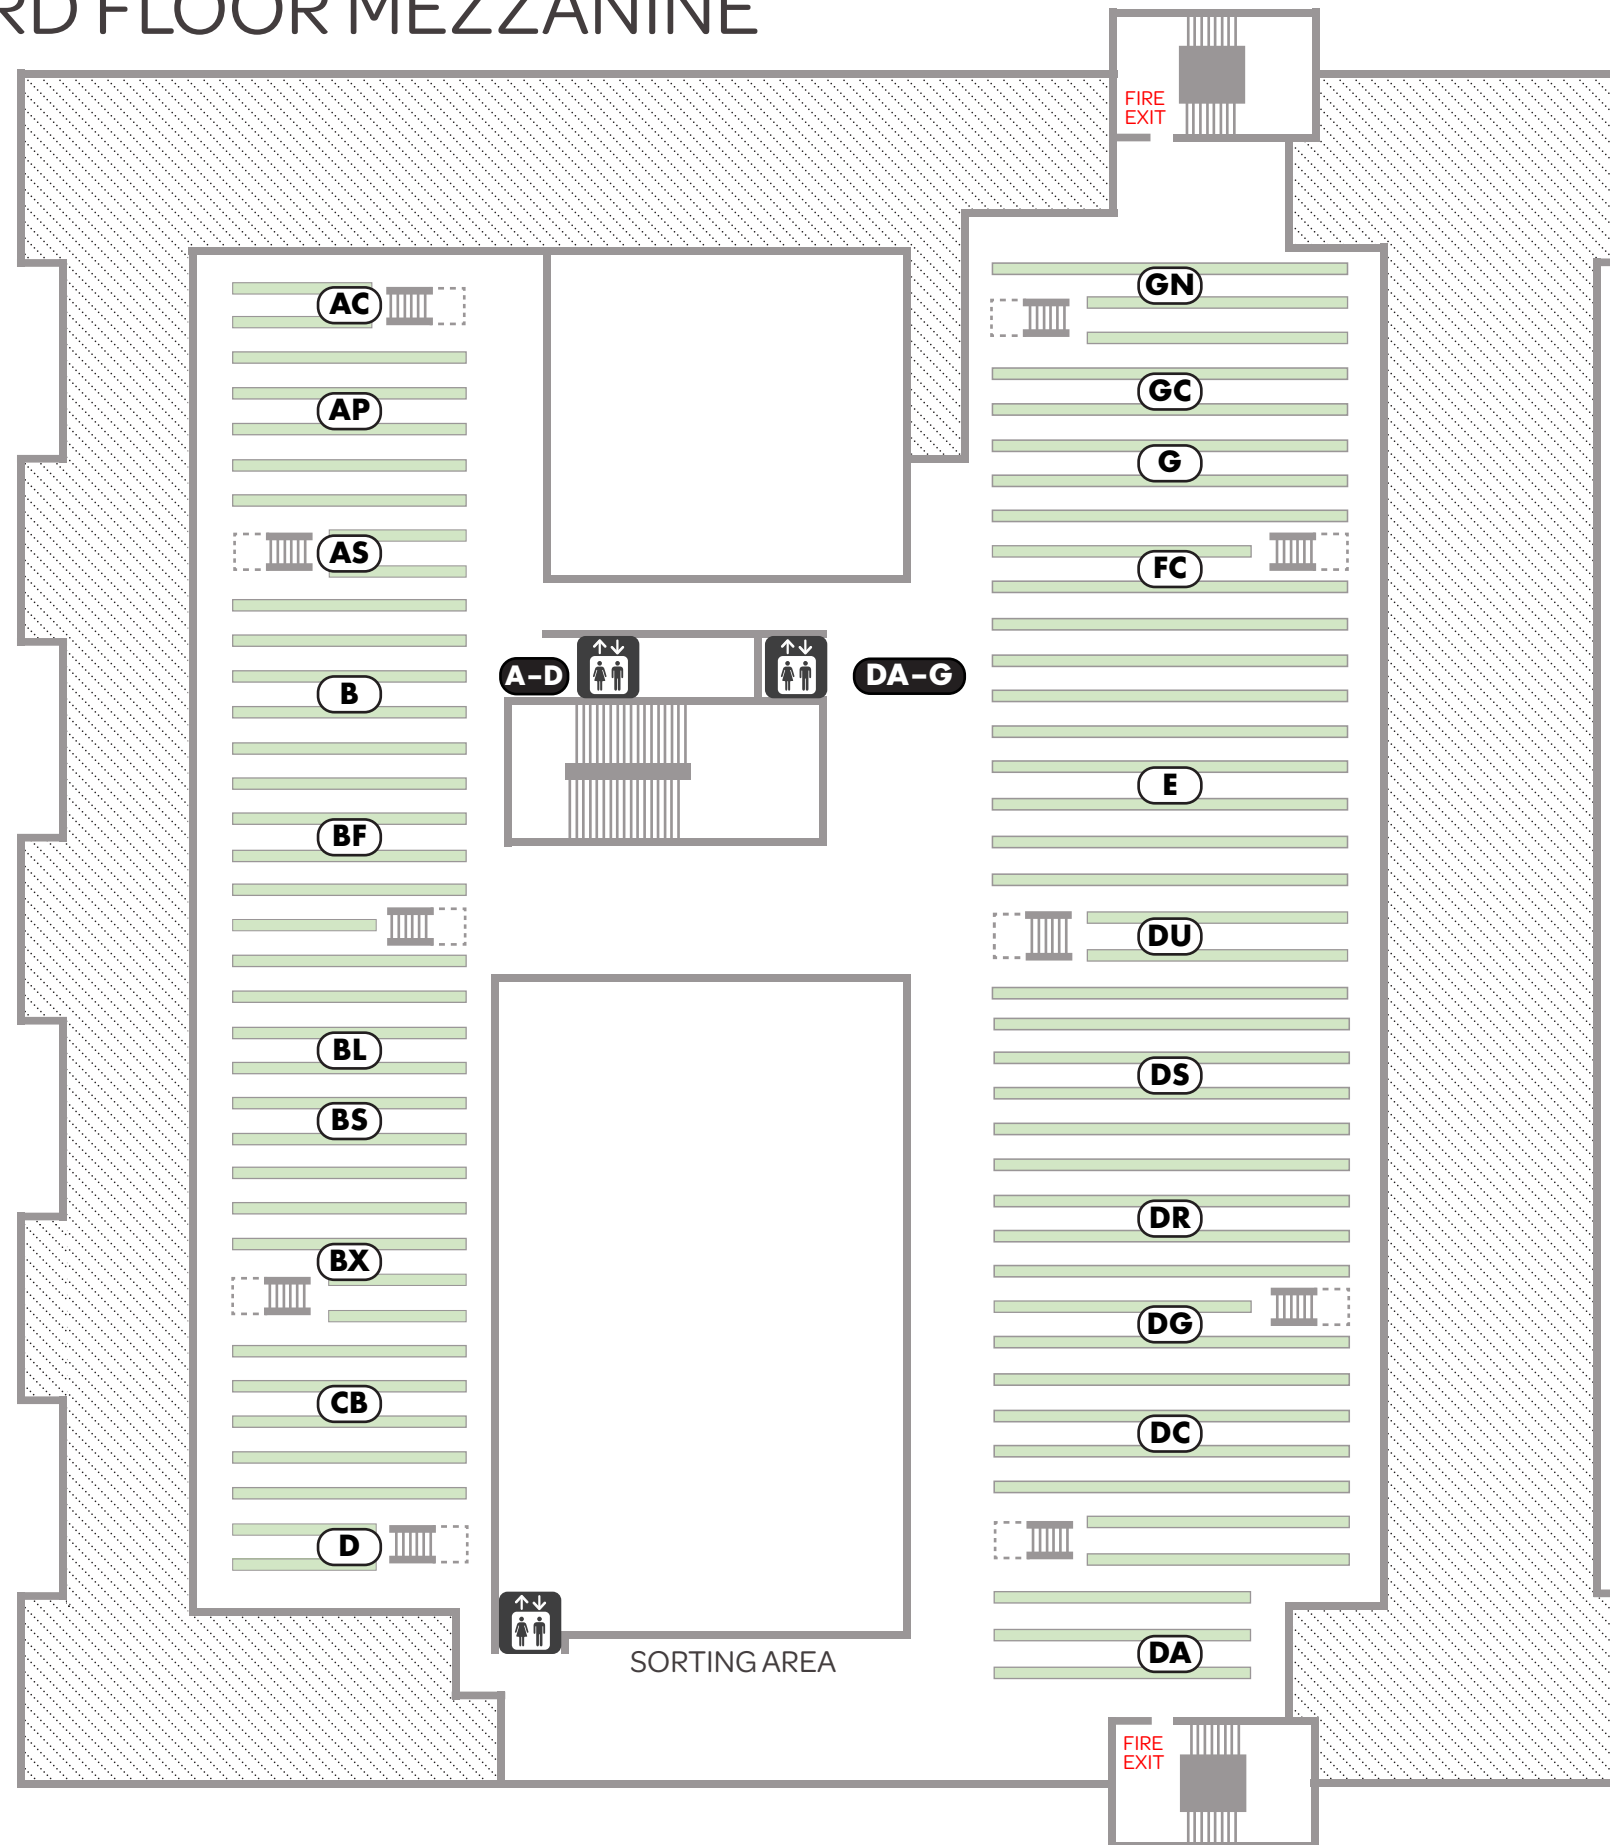 RD FLOOR MEZZANINE
FIRE
EXIT
AC
AP
AS
B
BF
BL
BS
BX
CB
D
A–D
DA–G
SORTING AREA
GN
GC
G
FC
E
DU
DS
DR
DG
DC
DA
FIRE
EXIT